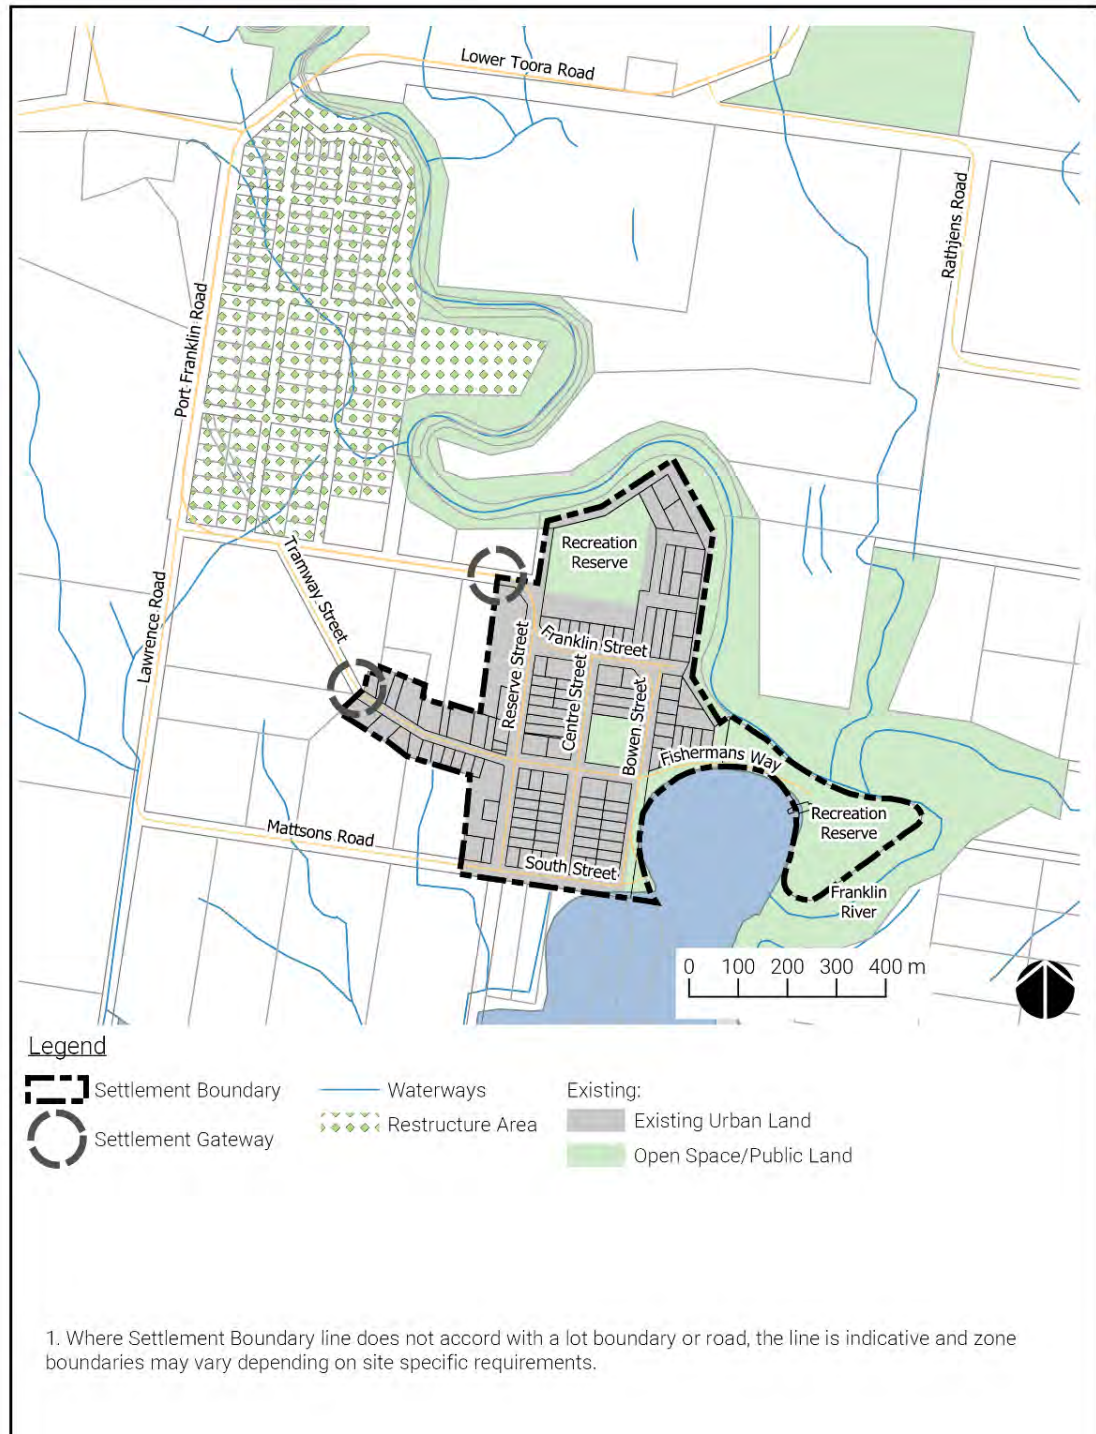 Lower Toora Road
Rathjens Road
Port Franklin Road
Recreation
Reserve
Tramway Street
Lawrence Road
Franklin Street
Reserve Street
Centre Street
Bowen Street
Fishermans Way
Recreation
Reserve
Mattsons Road
South Street
Franklin
River
0 100 200 300 400 m
Legend
Settlement Boundary
Settlement Gateway
Waterways
Restructure Area
Existing:
Existing Urban Land
Open Space/Public Land
1. Where Settlement Boundary line does not accord with a lot boundary or road, the line is indicative and zone
boundaries may vary depending on site specific requirements.